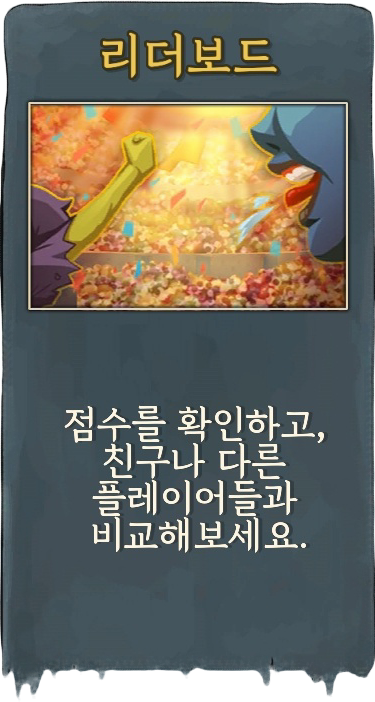 리더보드
점수를 확인하고,
친구나 다른
플레이어들과
비교해보세요.